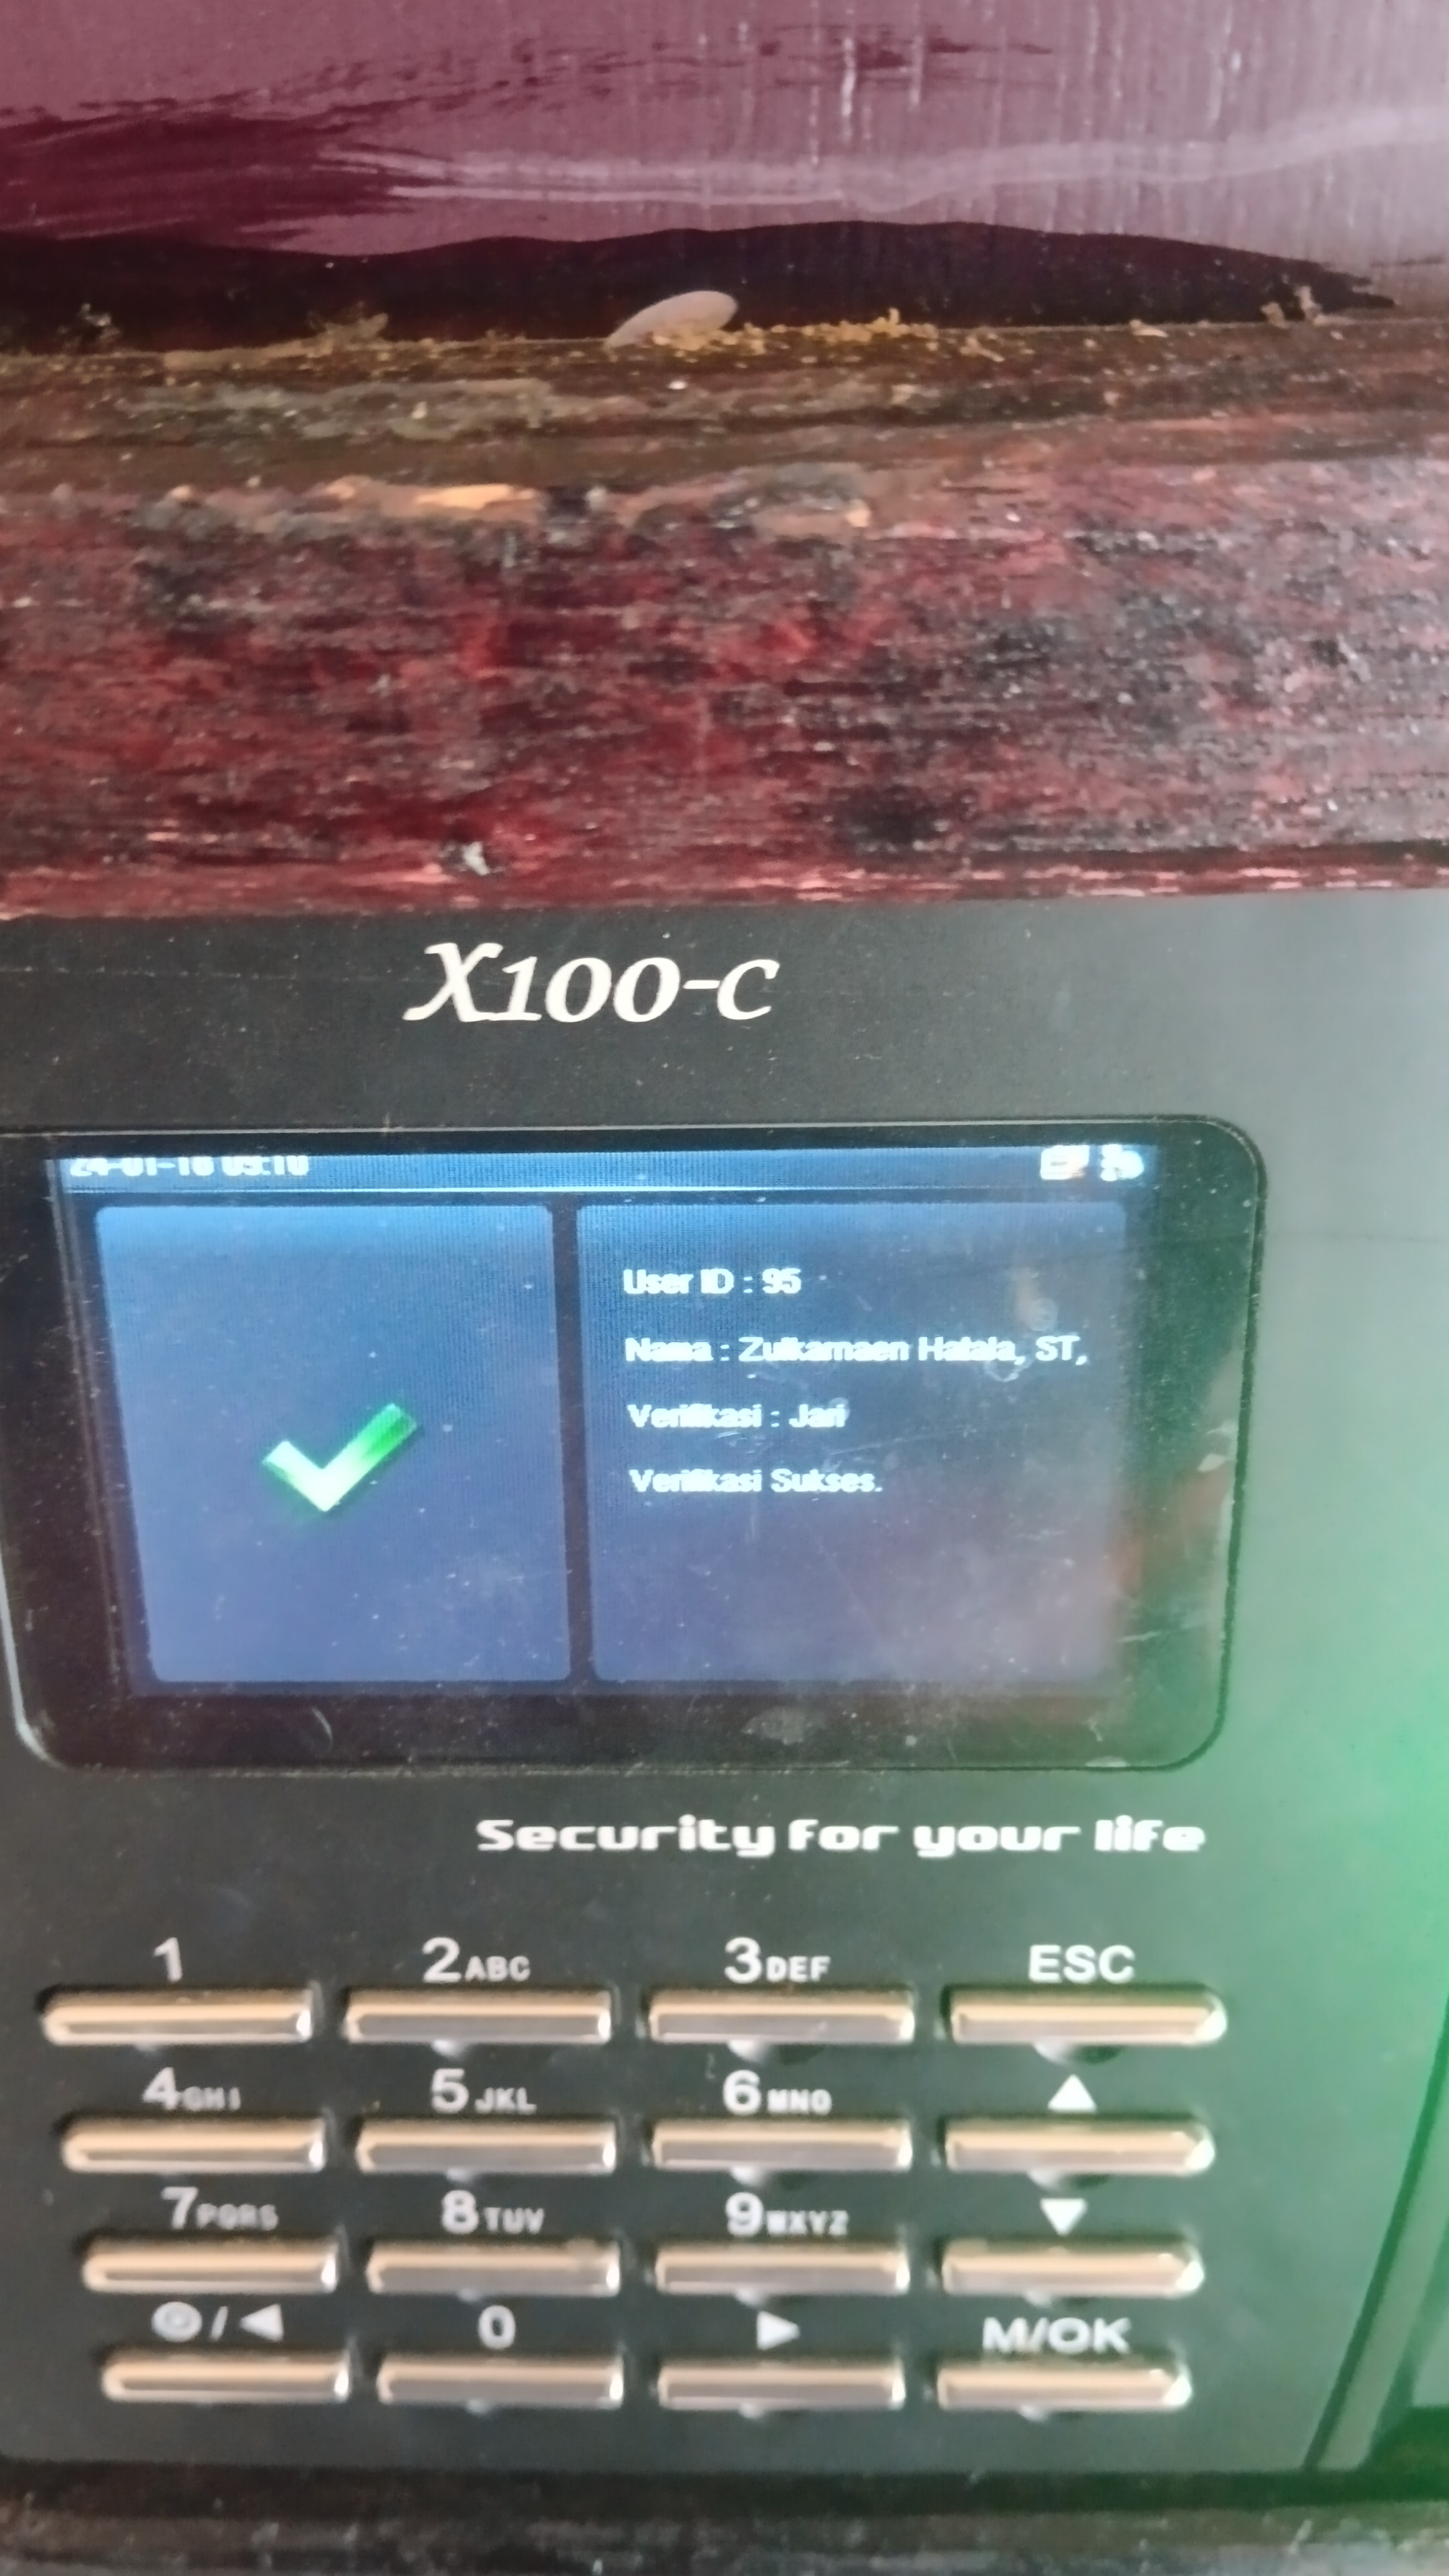 X100-C
User ID : 95
Nama : Zulkarnaen Hatala, ST,
Verifikasi : Jari
Verifikasi Sukses.
Security for your life
1 2ABC 3DEF ESC
4GHI 5JKL 6MNO ▲
7PQRS 8TUV 9WXYZ ▼
/◀ 0 ▶ M/OK